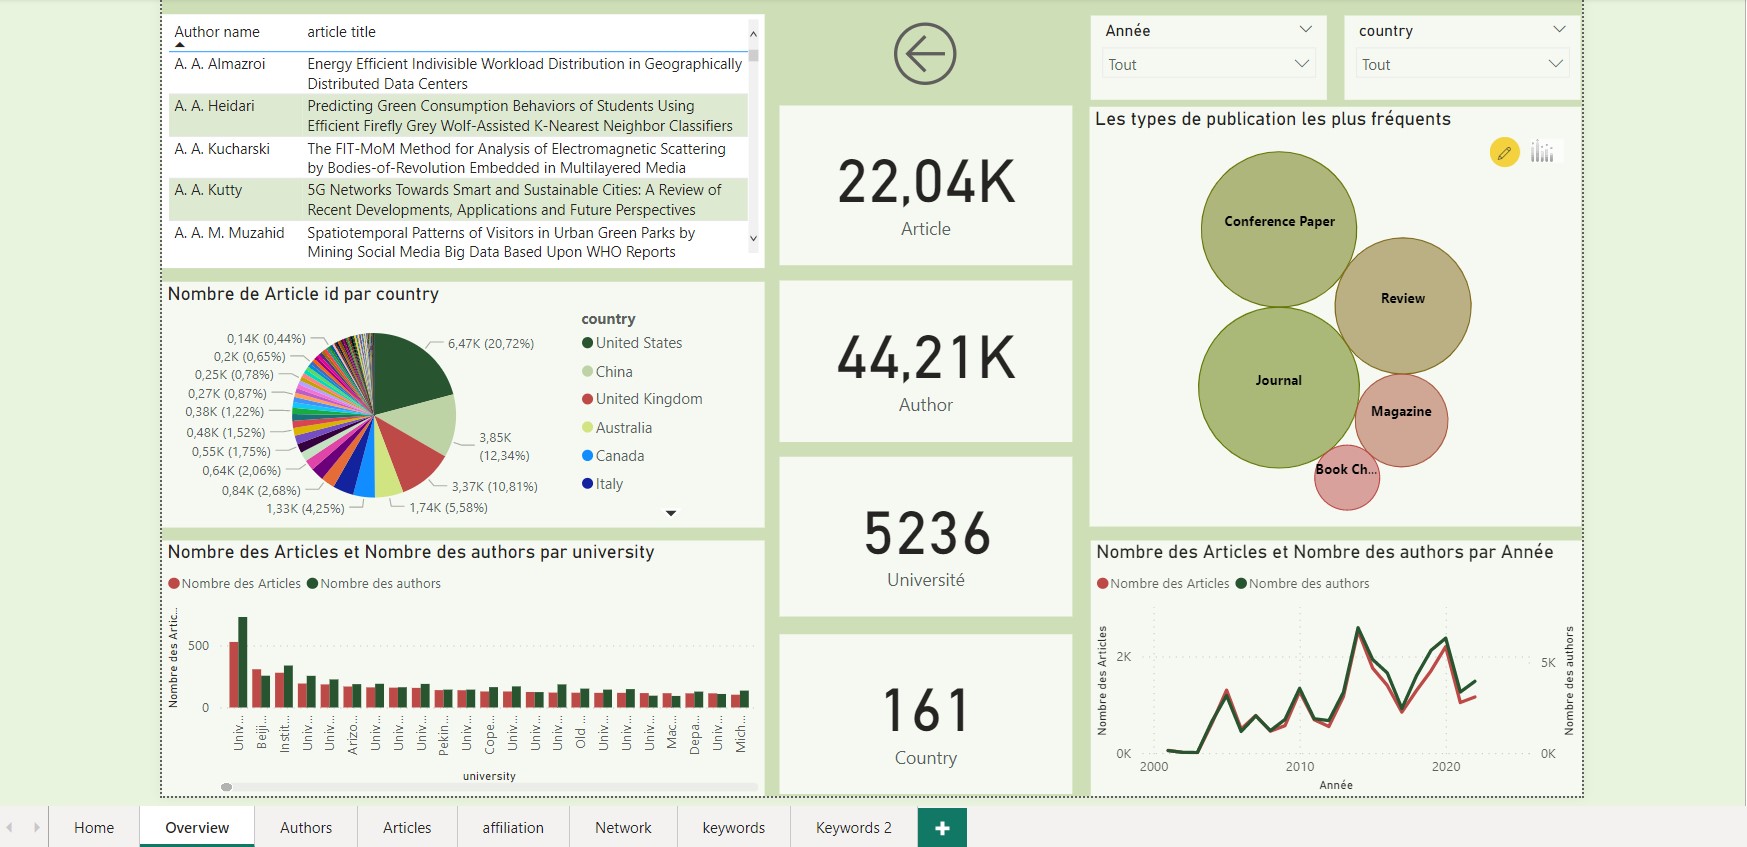 Author name article title
A. A. Almazroi Energy Efficient Indivisible Workload Distribution in Geographically
Distributed Data Centers
A. A. Heidari Predicting Green Consumption Behaviors of Students Using
Efficient Firefly Grey Wolf-Assisted K-Nearest Neighbor Classifiers
A. A. Kucharski The FIT-MoM Method for Analysis of Electromagnetic Scattering
by Bodies-of-Revolution Embedded in Multilayered Media
A. A. Kutty 5G Networks Towards Smart and Sustainable Cities: A Review of
Recent Developments, Applications and Future Perspectives
A. A. M. Muzahid Spatiotemporal Patterns of Visitors in Urban Green Parks by
Mining Social Media Big Data Based Upon WHO Reports
Nombre de Article id par country
0,14K (0,44%)
0,2K (0,65%)
0,25K (0,78%)
0,27K (0,87%)
0,38K (1,22%)
0,48K (1,52%)
0,55K (1,75%)
0,64K (2,06%)
0,84K (2,68%)
1,33K (4,25%)
6,47K (20,72%)
3,85K
(12,34%)
3,37K (10,81%)
1,74K (5,58%)
country
United States
China
United Kingdom
Australia
Canada
Italy
Nombre des Articles et Nombre des authors par university
Nombre des Articles Nombre des authors
Nombre des Artic...
500
0
Univ...
Beiji...
Instit...
Univ...
Univ...
Arizo...
Univ...
Univ...
Univ...
Pekin...
Univ...
Cope...
Univ...
Univ...
Univ...
Old ...
Univ...
Univ...
Univ...
Mac...
Depa...
Univ...
Mich...
university
22,04K
Article
44,21K
Author
5236
Université
161
Country
Année
Tout
country
Tout
Les types de publication les plus fréquents
Conference Paper
Review
Journal
Magazine
Book Ch...
Nombre des Articles et Nombre des authors par Année
Nombre des Articles Nombre des authors
Nombre des Articles
2K
0K
5K
0K
Nombre des authors
2000 2010 2020
Année
Home Overview Authors Articles affiliation Network keywords Keywords 2